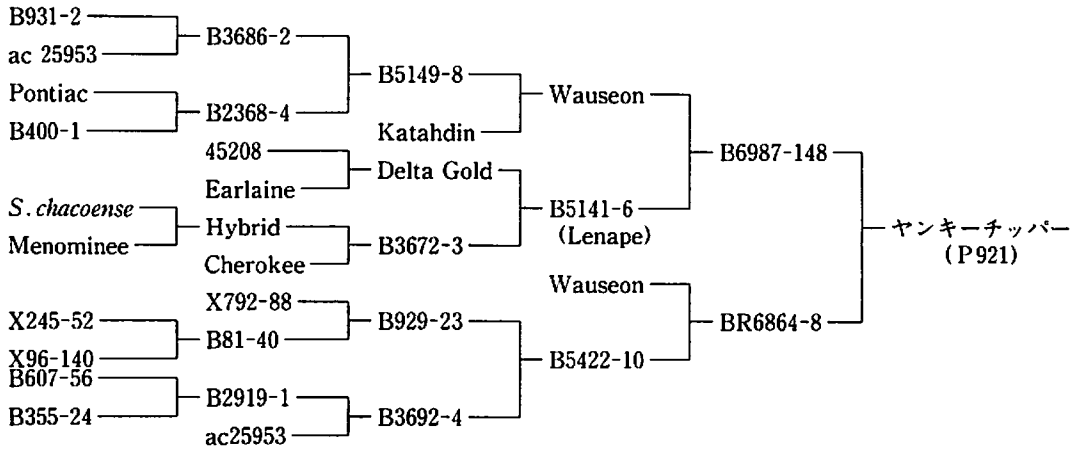 B931-2
ac 25953
B3686-2
Pontiac
B400-1
B2368-4
B5149-8
Katahdin
Wauseon
45208
Earlaine
Delta Gold
S. chacoense
Menominee
Hybrid
Cherokee
B3672-3
B5141-6
(Lenape)
B6987-148
X792-88
X245-52
X96-140
B81-40
B929-23
B607-56
B355-24
B2919-1
ac25953
B3692-4
B5422-10
Wauseon
BR6864-8
ヤンキーチッパー
(P921)